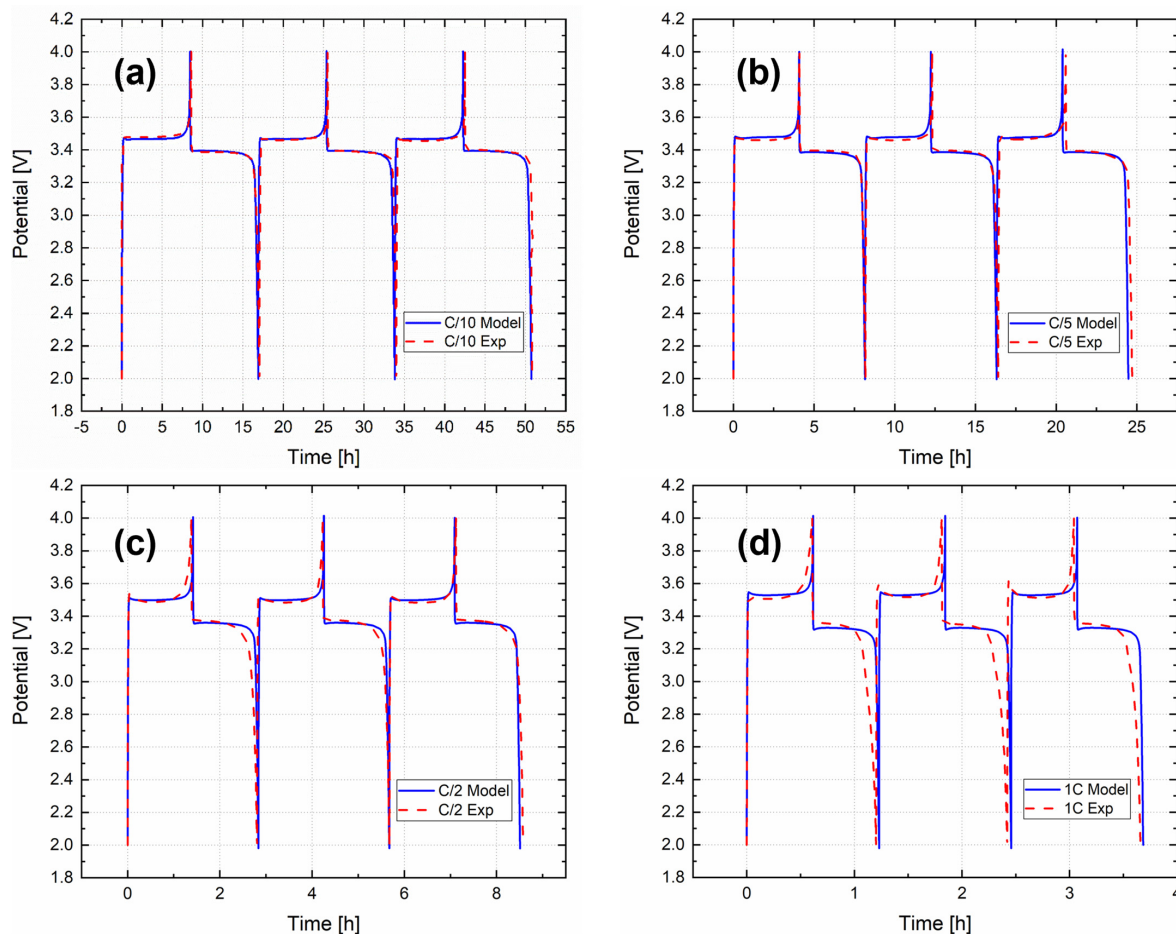 (a)
4.2
4.0
3.8
3.6
3.4
3.2
3.0
2.8
2.6
2.4
2.2
2.0
1.8
Potential [V]
-5 0 5 10 15 20 25 30 35 40 45 50 55
Time [h]
C/10 Model
C/10 Exp
(b)
4.2
4.0
3.8
3.6
3.4
3.2
3.0
2.8
2.6
2.4
2.2
2.0
1.8
Potential [V]
0 5 10 15 20 25
Time [h]
C/5 Model
C/5 Exp
(c)
4.2
4.0
3.8
3.6
3.4
3.2
3.0
2.8
2.6
2.4
2.2
2.0
1.8
Potential [V]
0 2 4 6 8
Time [h]
C/2 Model
C/2 Exp
(d)
4.2
4.0
3.8
3.6
3.4
3.2
3.0
2.8
2.6
2.4
2.2
2.0
1.8
Potential [V]
0 1 2 3 4
Time [h]
1C Model
1C Exp